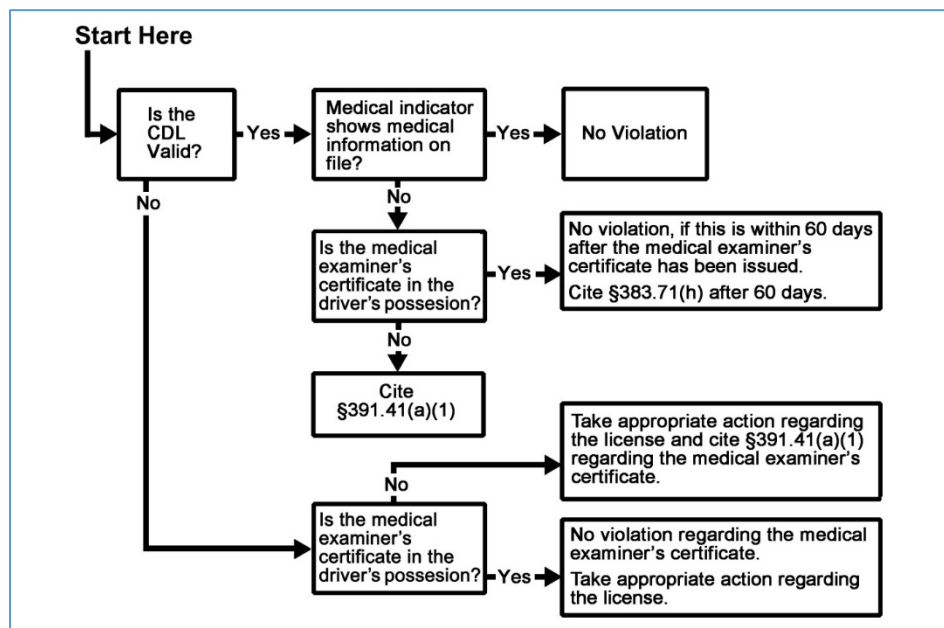 Start Here
Is the
CDL
Valid?
Yes
Medical indicator
shows medical
information on
file?
Yes
No Violation
No
No
Is the medical
examiner's
certificate in the
driver's possesion?
Yes
No violation, if this is within 60 days
after the medical examiner's
certificate has been issued.
Cite §383.71(h) after 60 days.
No
Cite
§391.41(a)(1)
Take appropriate action regarding
the license and cite §391.41(a)(1)
regarding the medical examiner's
certificate.
No
Is the medical
examiner's
certificate in the
driver's possesion?
Yes
No violation regarding the medical
examiner's certificate.
Take appropriate action regarding
the license.